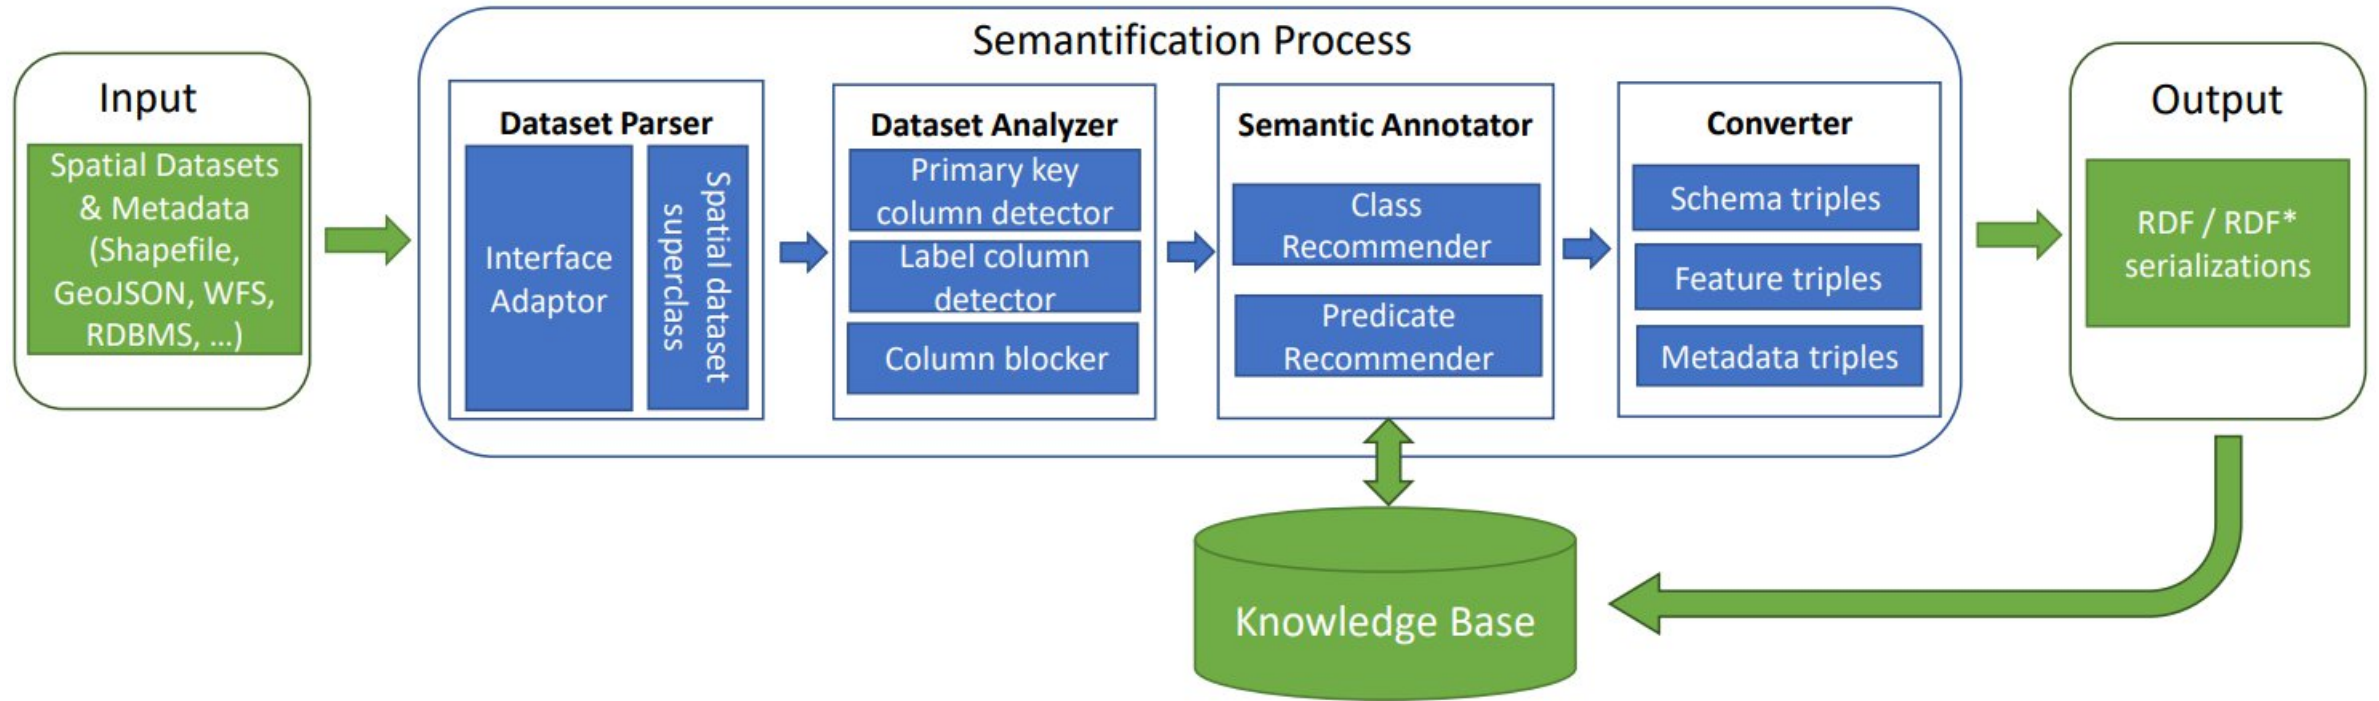 Semantification Process
Input
Spatial Datasets
& Metadata
(Shapefile,
GeoJSON, WFS,
RDBMS, ...)
Dataset Parser
Interface
Adaptor
Spatial dataset
superclass
Dataset Analyzer
Primary key
column detector
Label column
detector
Column blocker
Semantic Annotator
Class
Recommender
Predicate
Recommender
Converter
Schema triples
Feature triples
Metadata triples
Output
RDF / RDF*
serializations
Knowledge Base